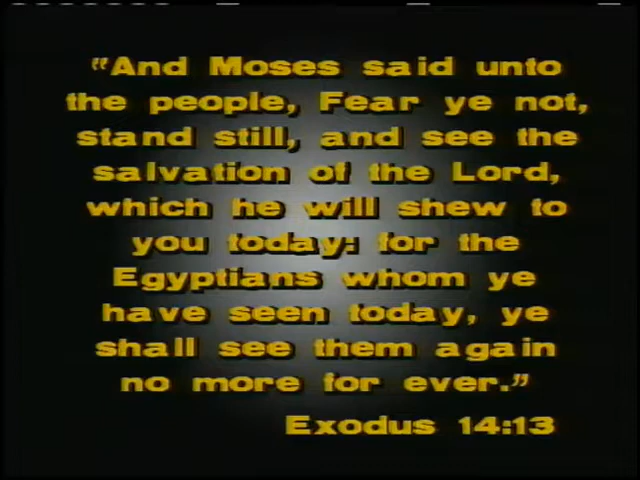 "And Moses said unto
the people, Fear ye not,
stand still, and see the
salvation of the Lord,
which he will shew to
you today: for the
Egyptians whom ye
have seen today, ye
shall see them again
no more for ever."
Exodus 14:13